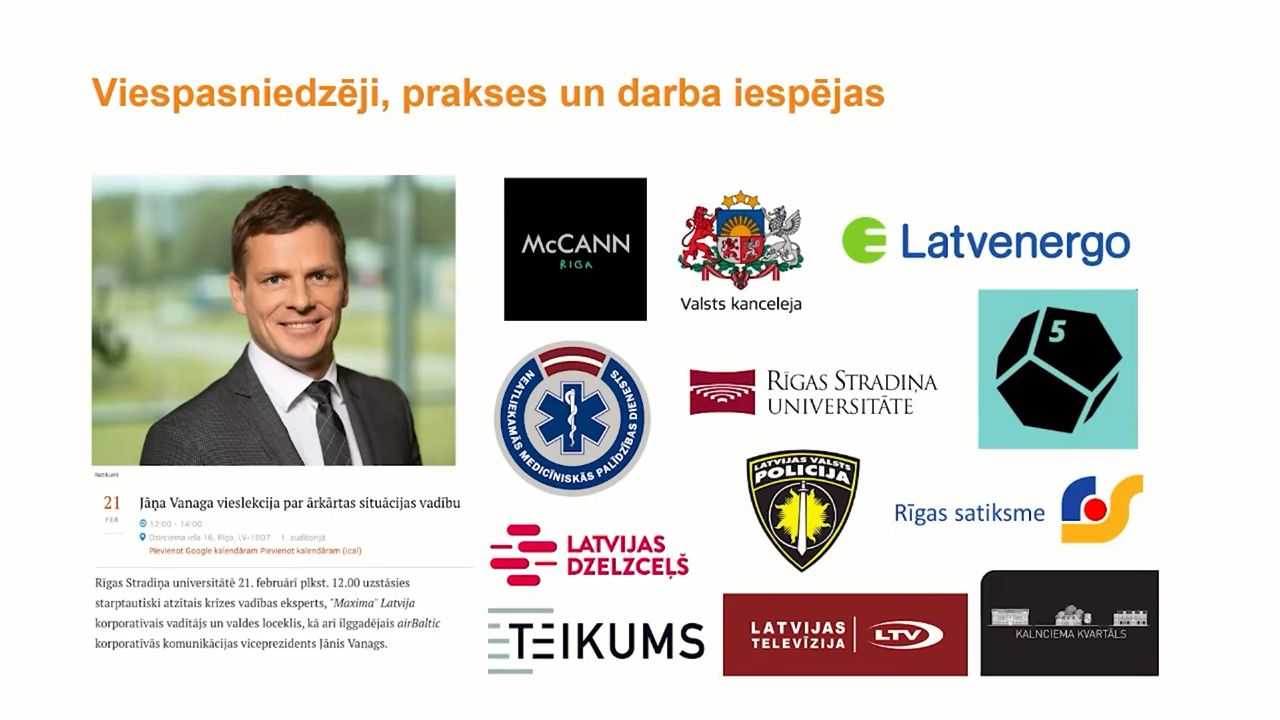 Viespasniedzēji, prakses un darba iespējas
Notikumi
21
FEB
Jāņa Vanaga vieslekcija par ārkārtas situācijas vadību
12:00 - 14:00
Dzirciema iela 16, Rīga, LV-1007 1. auditorijā
Pievienot Google kalendāram Pievienot kalendāram (ical)
Rīgas Stradiņa universitātē 21. februārī plkst. 12.00 uzstāsies
starptautiski atzītais krīzes vadības eksperts, "Maxima" Latvija
korporatīvais vadītājs un valdes loceklis, kā arī ilggadējais airBaltic
korporatīvās komunikācijas viceprezidents Jānis Vanags.
McCANN
RIGA
Valsts kanceleja
Latvenergo
NEATLIEKAMĀS MEDICĪNISKĀS PALĪDZĪBAS DIENESTS
RĪGAS STRADIŅA
UNIVERSITĀTE
5
LATVIJAS VALSTS
POLICIJA
Rīgas satiksme
LATVIJAS
DZELZCEĻŠ
TEIKUMS
LATVIJAS
TELEVĪZIJA
LTV
KALNCIEMA KVARTĀLS